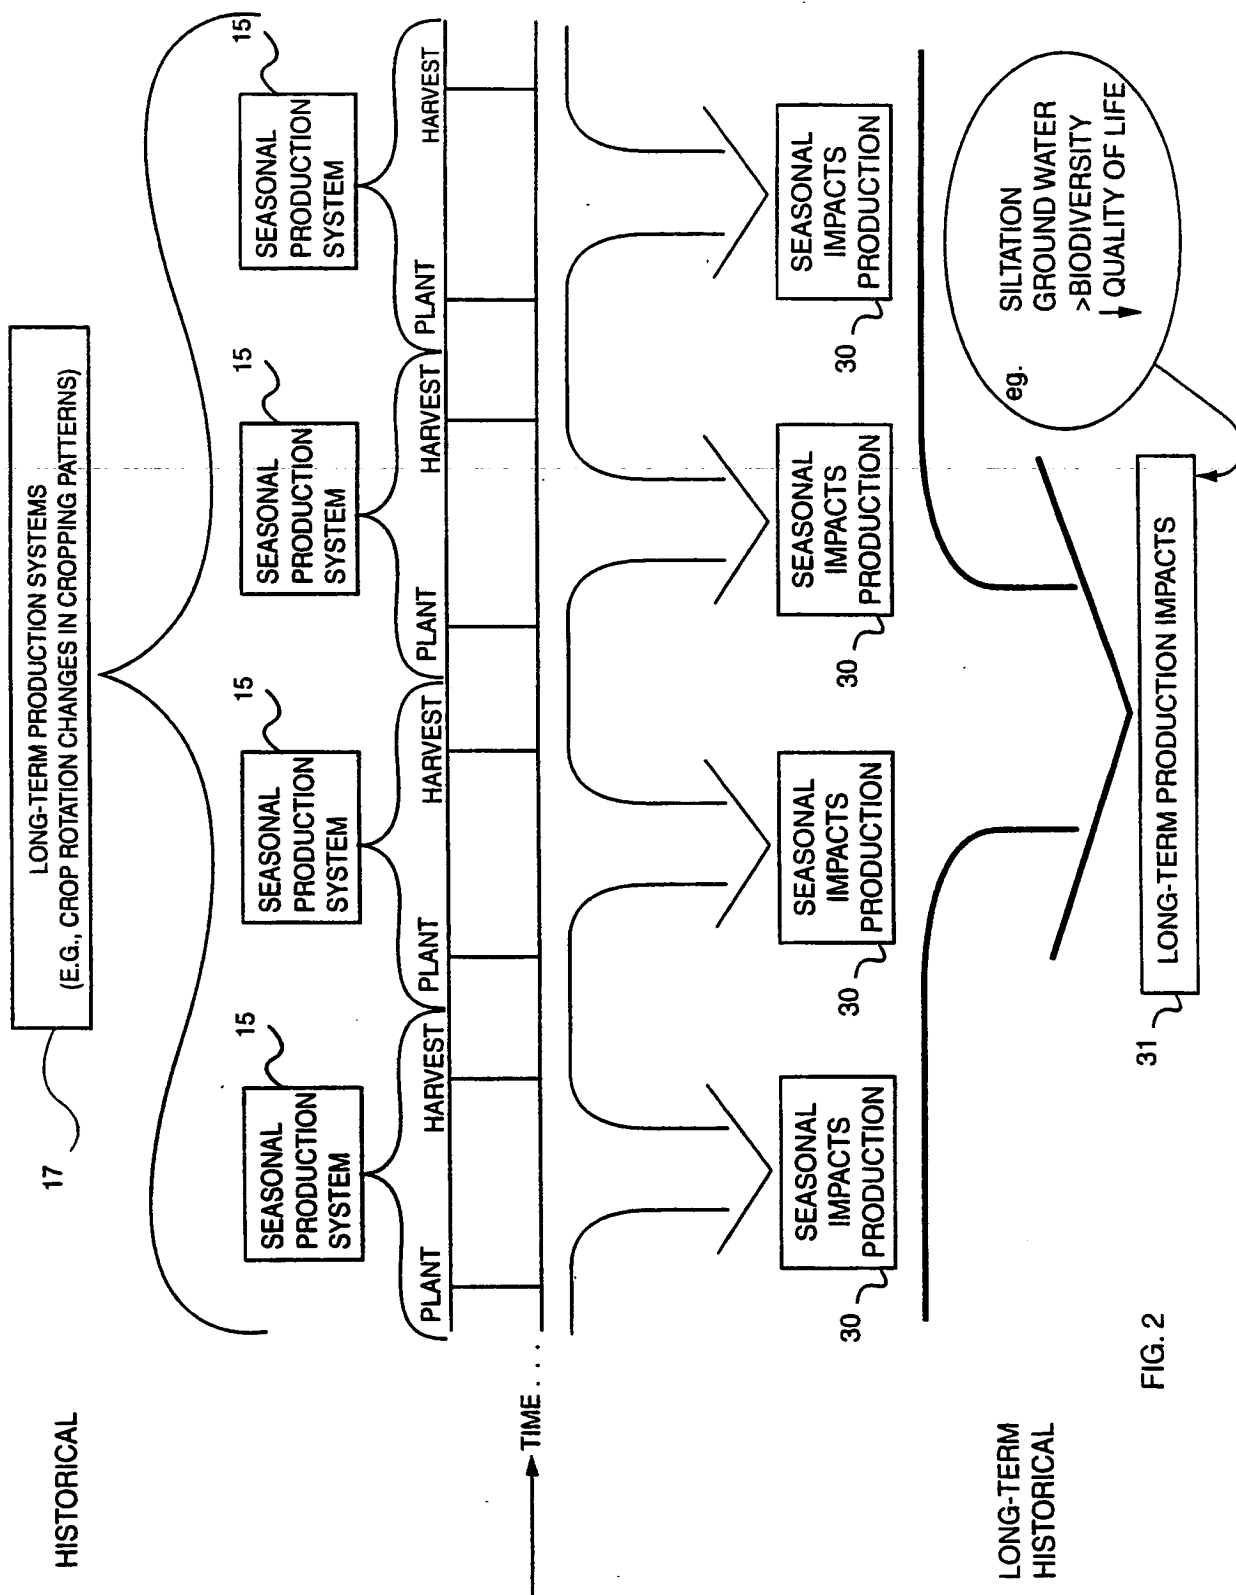 HISTORICAL
17
LONG-TERM PRODUCTION SYSTEMS
(E.G., CROP ROTATION CHANGES IN CROPPING PATTERNS)
15
15
15
15
SEASONAL
PRODUCTION
SYSTEM
SEASONAL
PRODUCTION
SYSTEM
SEASONAL
PRODUCTION
SYSTEM
SEASONAL
PRODUCTION
SYSTEM
PLANT
HARVEST
PLANT
HARVEST
PLANT
HARVEST
PLANT
HARVEST
TIME . . . .
SEASONAL
IMPACTS
PRODUCTION
SEASONAL
IMPACTS
PRODUCTION
SEASONAL
IMPACTS
PRODUCTION
SEASONAL
IMPACTS
PRODUCTION
30
30
30
30
LONG-TERM
HISTORICAL
eg.
SILTATION
GROUND WATER
>BIODIVERSITY
↓ QUALITY OF LIFE
31
LONG-TERM PRODUCTION IMPACTS
FIG. 2